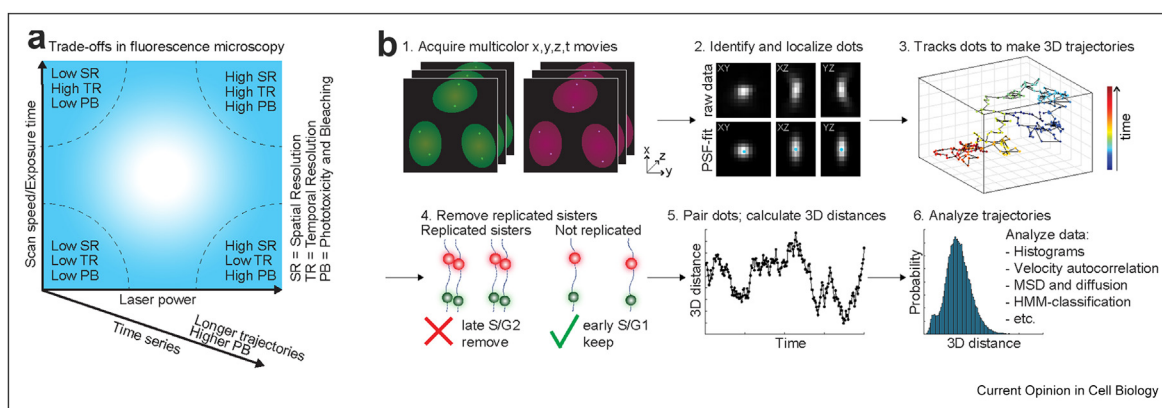 a
Trade-offs in fluorescence microscopy
Scan speed/Exposure time
Low SR
High TR
Low PB
High SR
High TR
High PB
Low SR
Low TR
Low PB
High SR
Low TR
High PB
SR = Spatial Resolution
TR = Temporal Resolution
PB = Phototoxicity and Bleaching
Laser power
Time series
Longer trajectories
Higher PB
b
1. Acquire multicolor x,y,z,t movies
x
z
y
2. Identify and localize dots
raw data
XY
XZ
YZ
PSF-fit
XY
XZ
YZ
3. Tracks dots to make 3D trajectories
time
4. Remove replicated sisters
Replicated sisters
Not replicated
late S/G2
remove
early S/G1
keep
5. Pair dots; calculate 3D distances
3D distance
Time
6. Analyze trajectories
Probability
3D distance
Analyze data:
- Histograms
- Velocity autocorrelation
- MSD and diffusion
- HMM-classification
- etc.
Current Opinion in Cell Biology